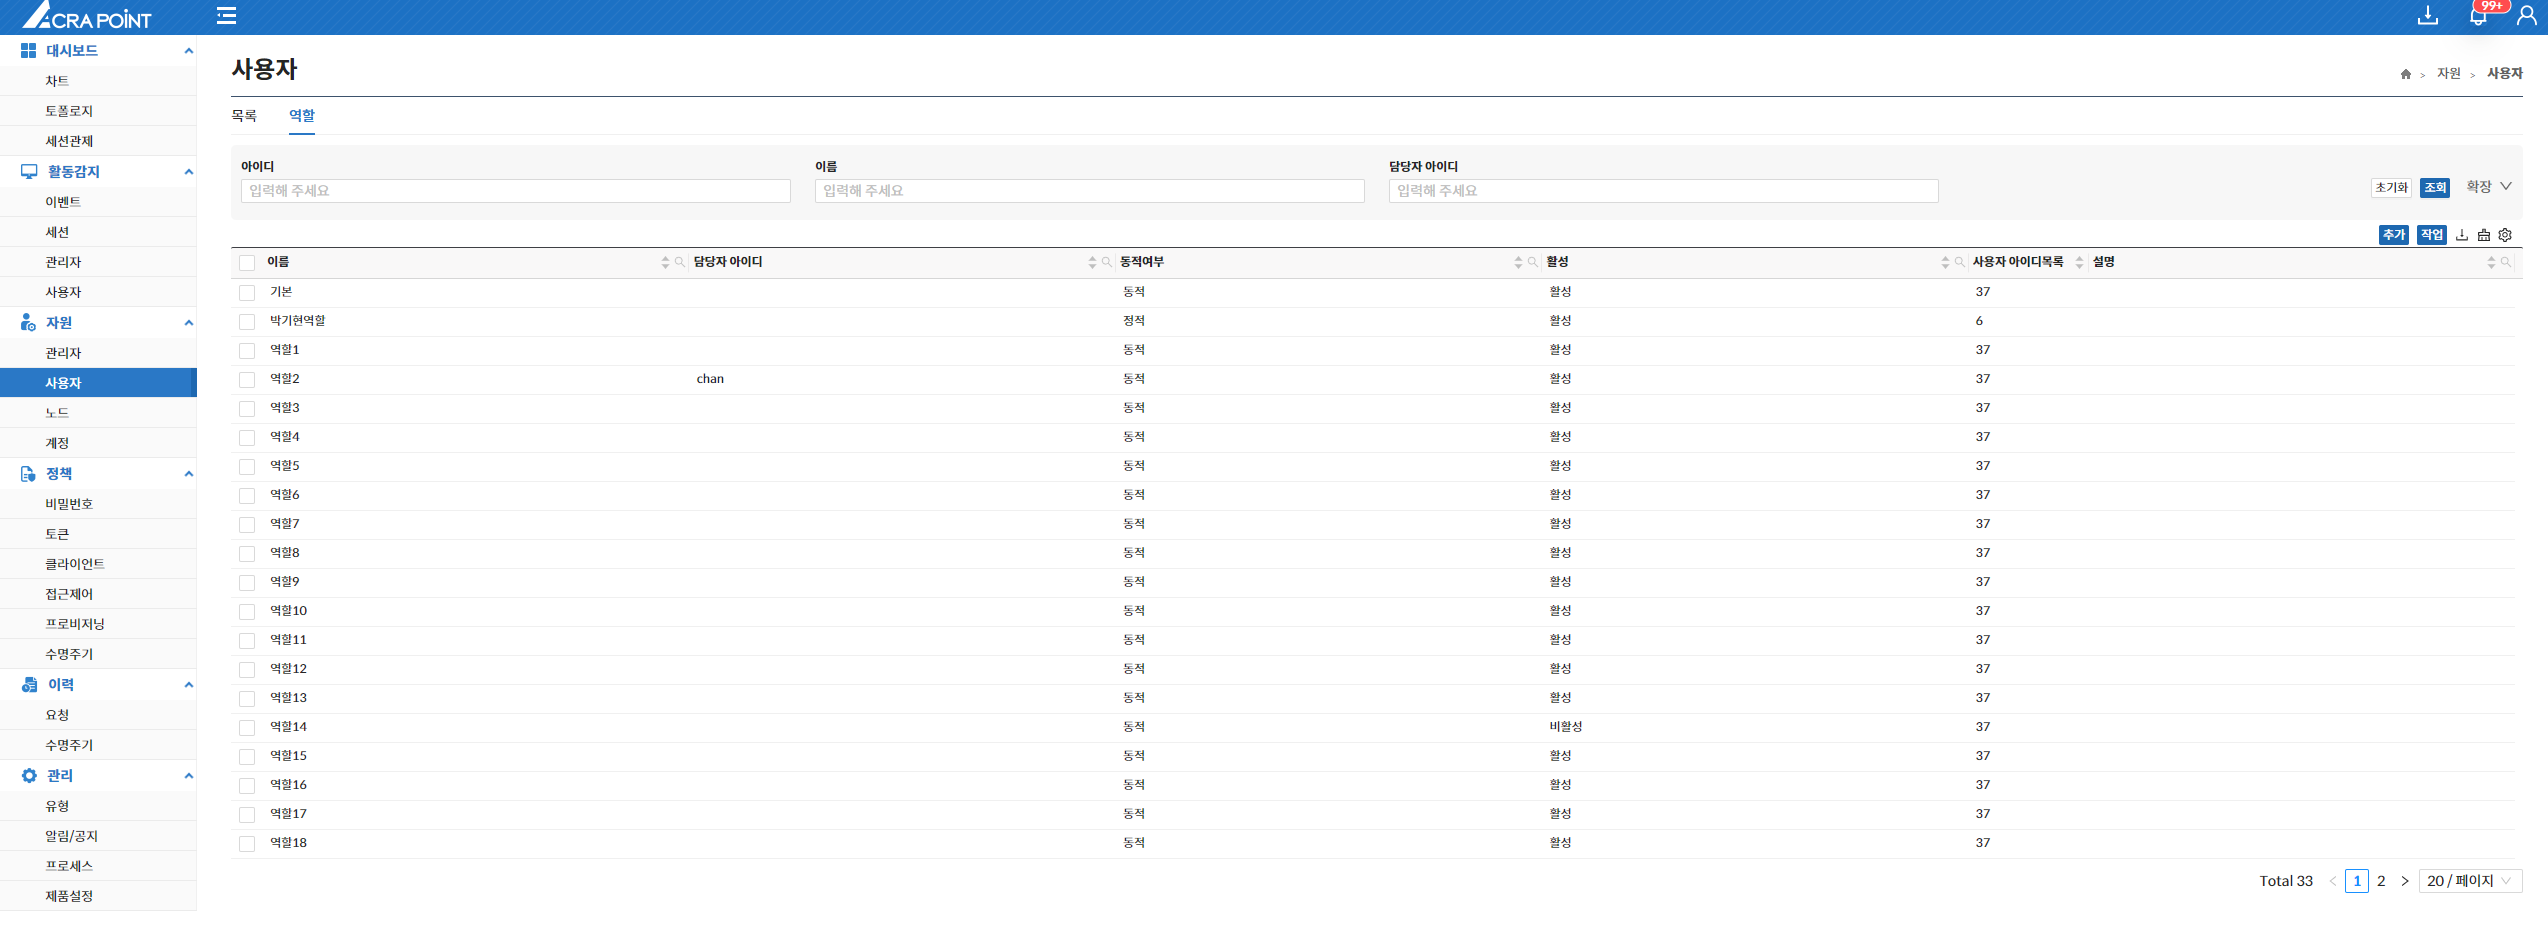 ACRA POINT
99+
대시보드
차트
토폴로지
세션관제
활동감지
이벤트
세션
관리자
사용자
자원
관리자
사용자
노드
계정
정책
비밀번호
토큰
클라이언트
접근제어
프로비저닝
수명주기
이력
요청
수명주기
관리
유형
알림/공지
프로세스
제품설정
사용자
> 자원 > 사용자
목록 역할
아이디 이름 담당자 아이디
입력해 주세요 입력해 주세요 입력해 주세요 초기화 조회 확장
추가 작업
이름 담당자 아이디 동적여부 활성 사용자 아이디목록 설명
기본 동적 활성 37
박기현역할 정적 활성 6
역할1 동적 활성 37
역할2 chan 동적 활성 37
역할3 동적 활성 37
역할4 동적 활성 37
역할5 동적 활성 37
역할6 동적 활성 37
역할7 동적 활성 37
역할8 동적 활성 37
역할9 동적 활성 37
역할10 동적 활성 37
역할11 동적 활성 37
역할12 동적 활성 37
역할13 동적 활성 37
역할14 동적 비활성 37
역할15 동적 활성 37
역할16 동적 활성 37
역할17 동적 활성 37
역할18 동적 활성 37
Total 33 < 1 2 > 20 / 페이지